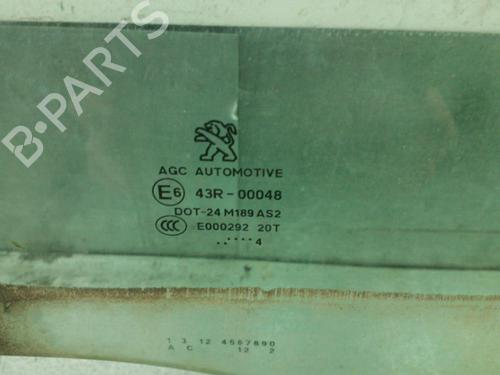 B-PARTS
AGC AUTOMOTIVE
E6 43R-00048
DOT-24 M189 AS2
CCC E000292 20T
..····4
1 3 12 4567890
A C 12 2